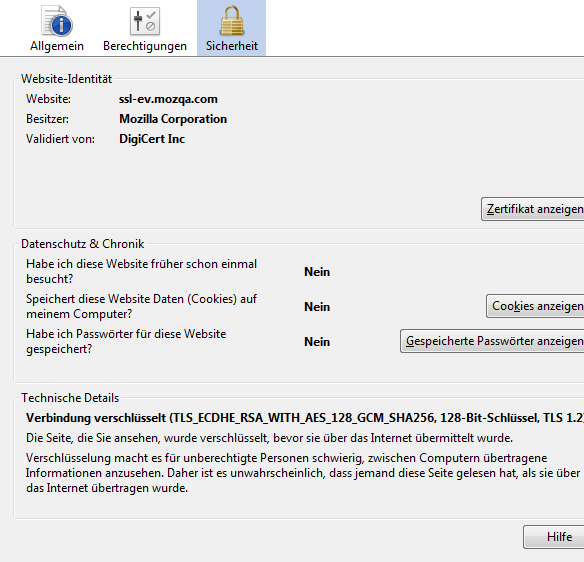 Allgemein Berechtigungen Sicherheit
Website-Identität
Website: ssl-ev.mozqa.com
Besitzer: Mozilla Corporation
Validiert von: DigiCert Inc
Zertifikat anzeigen
Datenschutz & Chronik
Habe ich diese Website früher schon einmal
besucht?
Nein
Speichert diese Website Daten (Cookies) auf
meinem Computer?
Nein
Cookies anzeigen
Habe ich Passwörter für diese Website
gespeichert?
Nein
Gespeicherte Passwörter anzeigen
Technische Details
Verbindung verschlüsselt (TLS_ECDHE_RSA_WITH_AES_128_GCM_SHA256, 128-Bit-Schlüssel, TLS 1.2)
Die Seite, die Sie ansehen, wurde verschlüsselt, bevor sie über das Internet übermittelt wurde.
Verschlüsselung macht es für unberechtigte Personen schwierig, zwischen Computern übertragene
Informationen anzusehen. Daher ist es unwahrscheinlich, dass jemand diese Seite gelesen hat, als sie über
das Internet übertragen wurde.
Hilfe